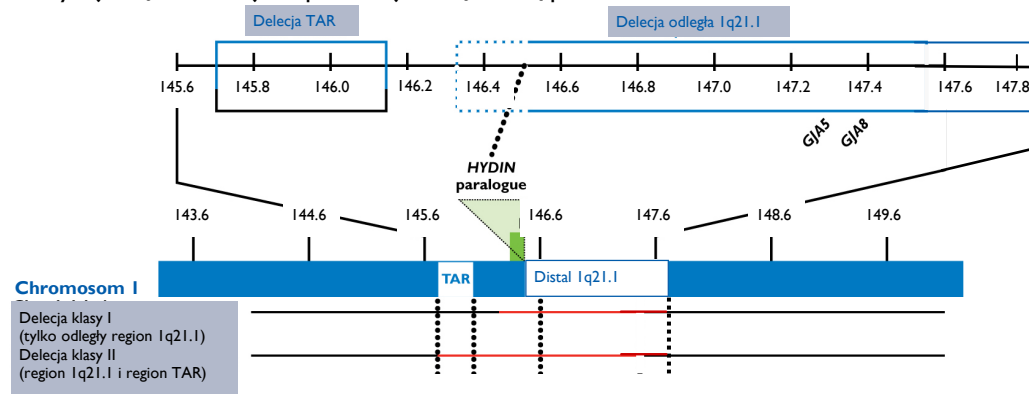 Delecja TAR
Delecja odległa 1q21.1
145.6 145.8 146.0 146.2 146.4 146.6 146.8 147.0 147.2 147.4 147.6 147.8
GJA5 GJA8
HYDIN
paralogue
143.6 144.6 145.6 146.6 147.6 148.6 149.6
TAR
Distal 1q21.1
Chromosom 1
Delecja klasy I
(tylko odległy region 1q21.1)
Delecja klasy II
(region 1q21.1 i region TAR)